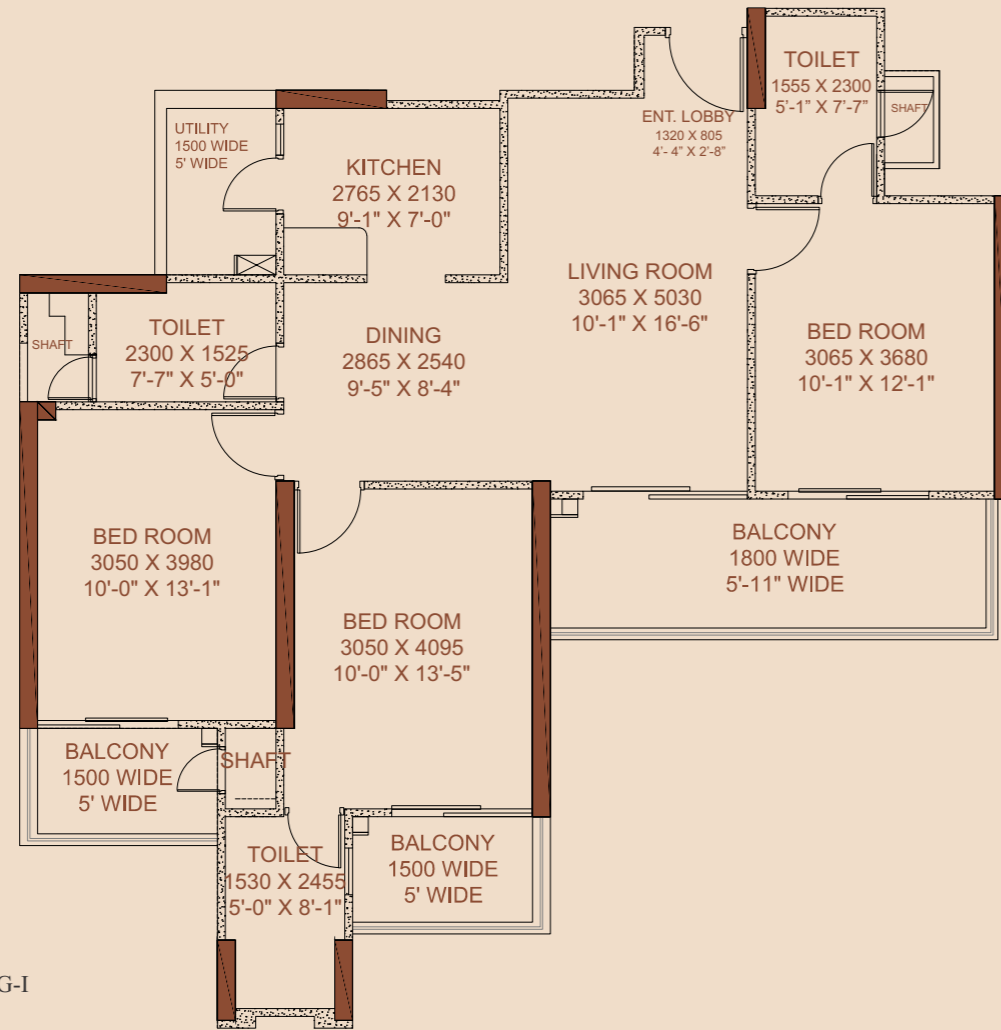 TOILET
1555 X 2300
5'-1" X 7'-7"
SHAFT
ENT. LOBBY
1320 X 805
4'- 4" X 2'-8"
UTILITY
1500 WIDE
5' WIDE
KITCHEN
2765 X 2130
9'-1" X 7'-0"
LIVING ROOM
3065 X 5030
10'-1" X 16'-6"
BED ROOM
3065 X 3680
10'-1" X 12'-1"
SHAFT
TOILET
2300 X 1525
7'-7" X 5'-0"
DINING
2865 X 2540
9'-5" X 8'-4"
BED ROOM
3050 X 3980
10'-0" X 13'-1"
BALCONY
1800 WIDE
5'-11" WIDE
BED ROOM
3050 X 4095
10'-0" X 13'-5"
BALCONY
1500 WIDE
5' WIDE
SHAFT
TOILET
1530 X 2455
5'-0" X 8'-1"
BALCONY
1500 WIDE
5' WIDE
G-I